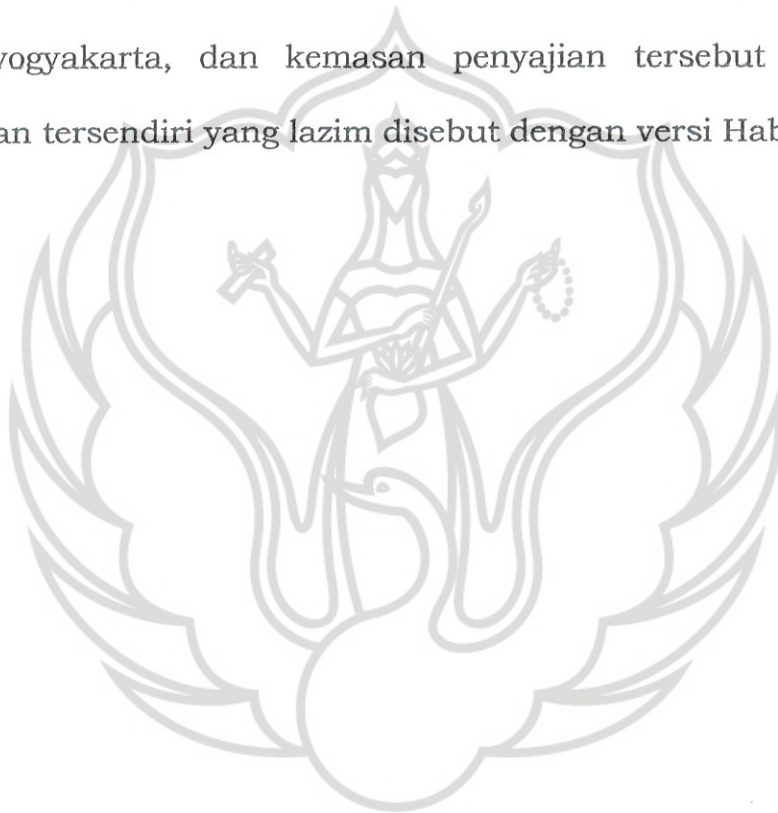 yogyakarta, dan kemasan penyajian tersebut
an tersendiri yang lazim disebut dengan versi Hab